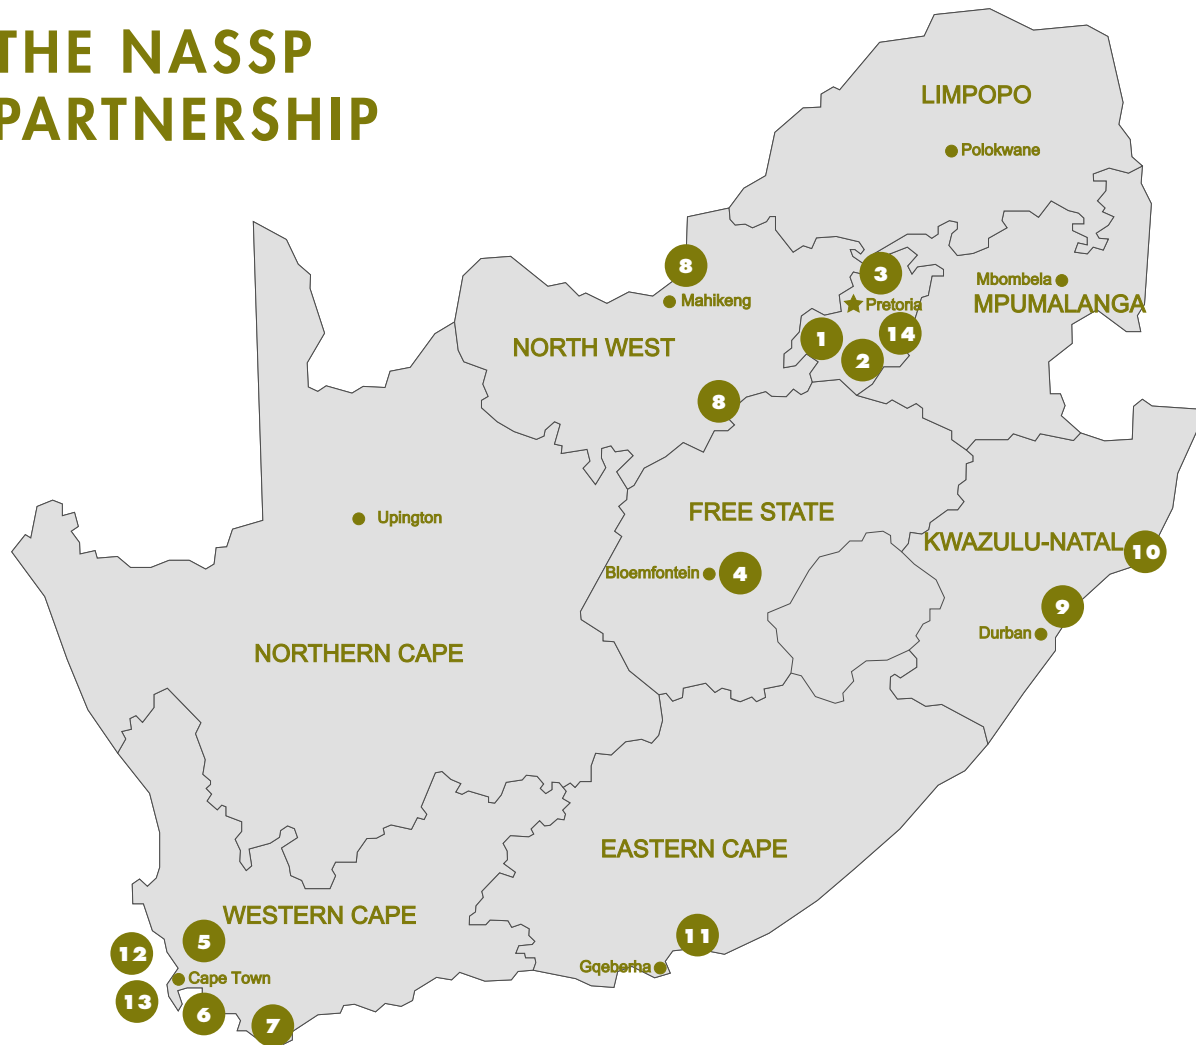 THE NASSP
PARTNERSHIP
LIMPOPO
Polokwane
8
3
Mbombela
Mahikeng
Pretoria
MPUMALANGA
1
14
NORTH WEST
2
8
FREE STATE
Upington
KWAZULU-NATAL
10
Bloemfontein
4
9
Durban
NORTHERN CAPE
EASTERN CAPE
WESTERN CAPE
5
11
12
Gqeberha
Cape Town
13
6
7